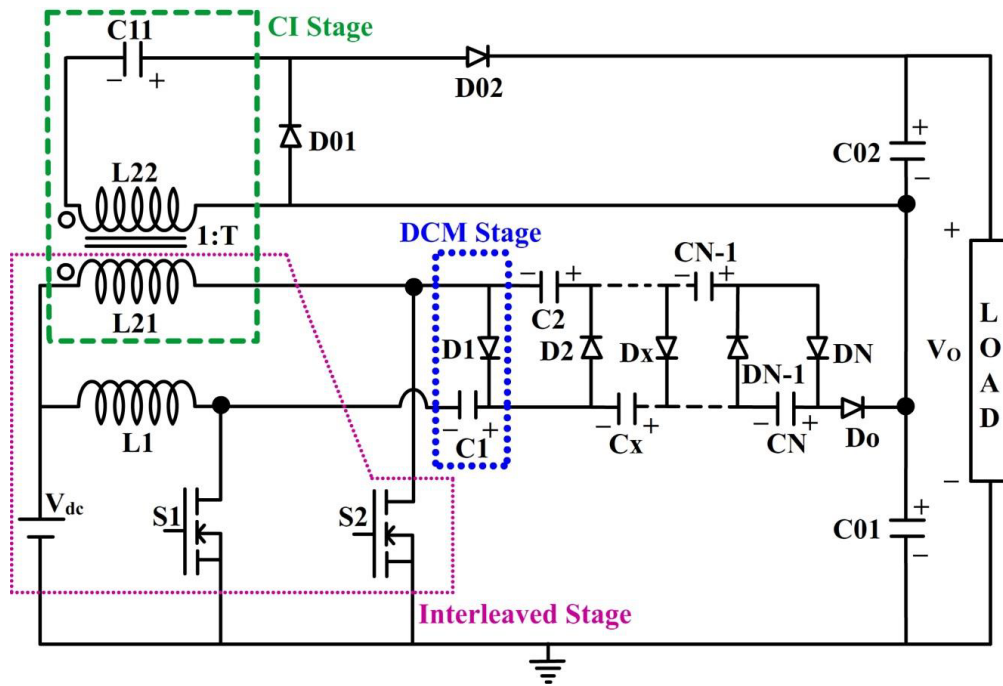 CI Stage
C11
− +
D02
D01
+
C02
−
L22
1:T
DCM Stage
+
L21
− +
C2
CN-1
− +
D1
D2
Dx
DN-1
DN
VO
LOAD
L1
− +
C1
− +
Cx
− +
CN
Do
−
Vdc
S1
S2
+
C01
−
Interleaved Stage